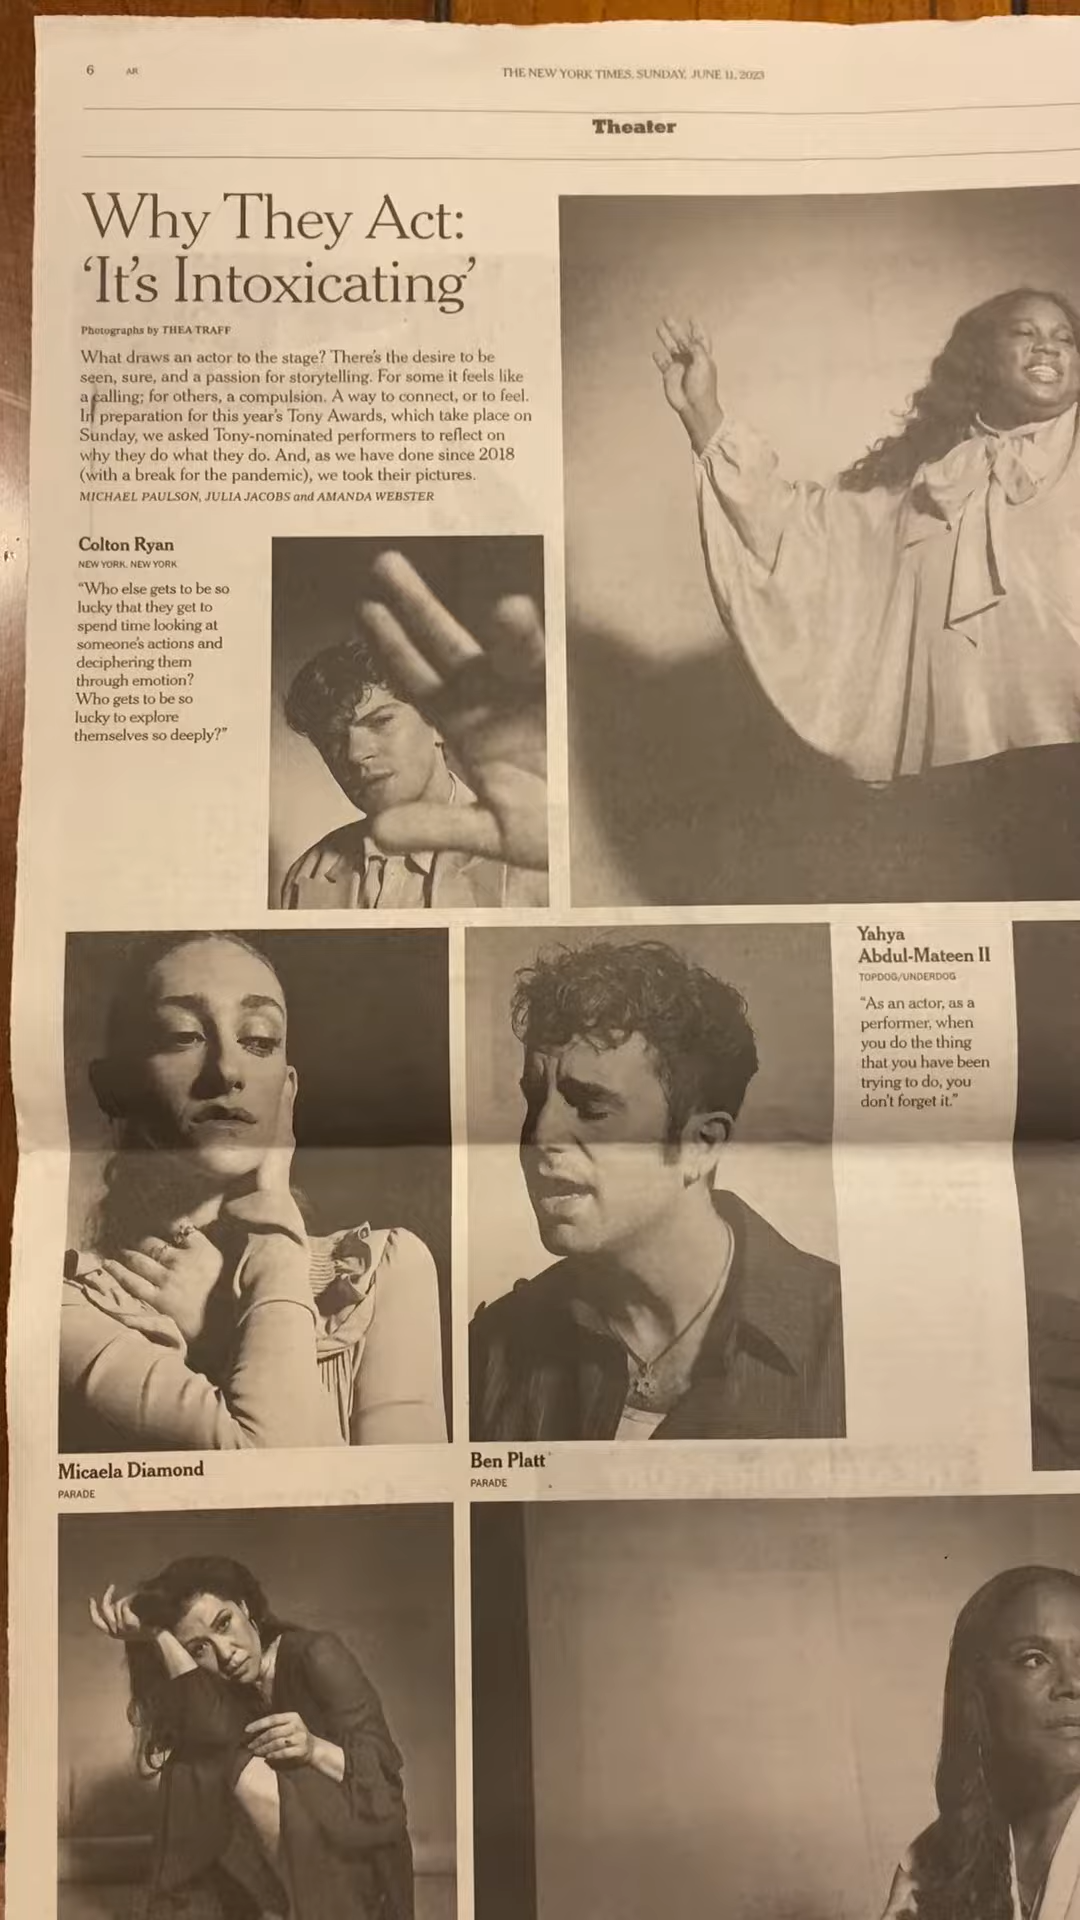 6 AR THE NEW YORK TIMES, SUNDAY, JUNE 11, 2023
Theater
Why They Act:
‘It’s Intoxicating’
Photographs by THEA TRAFF
What draws an actor to the stage? There’s the desire to be
seen, sure, and a passion for storytelling. For some it feels like
a calling; for others, a compulsion. A way to connect, or to feel.
In preparation for this year’s Tony Awards, which take place on
Sunday, we asked Tony-nominated performers to reflect on
why they do what they do. And, as we have done since 2018
(with a break for the pandemic), we took their pictures.
MICHAEL PAULSON, JULIA JACOBS and AMANDA WEBSTER
Colton Ryan
NEW YORK, NEW YORK
“Who else gets to be so
lucky that they get to
spend time looking at
someone’s actions and
deciphering them
through emotion?
Who gets to be so
lucky to explore
themselves so deeply?”
Yahya
Abdul-Mateen II
TOPDOG/UNDERDOG
“As an actor, as a
performer, when
you do the thing
that you have been
trying to do, you
don’t forget it.”
Micaela Diamond
PARADE
Ben Platt
PARADE